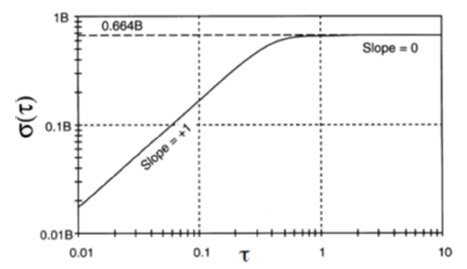 1B
0.664B
Slope = 0
σ(τ)
0.1B
Slope = +1
0.01B
0.01
0.1
τ
1
10